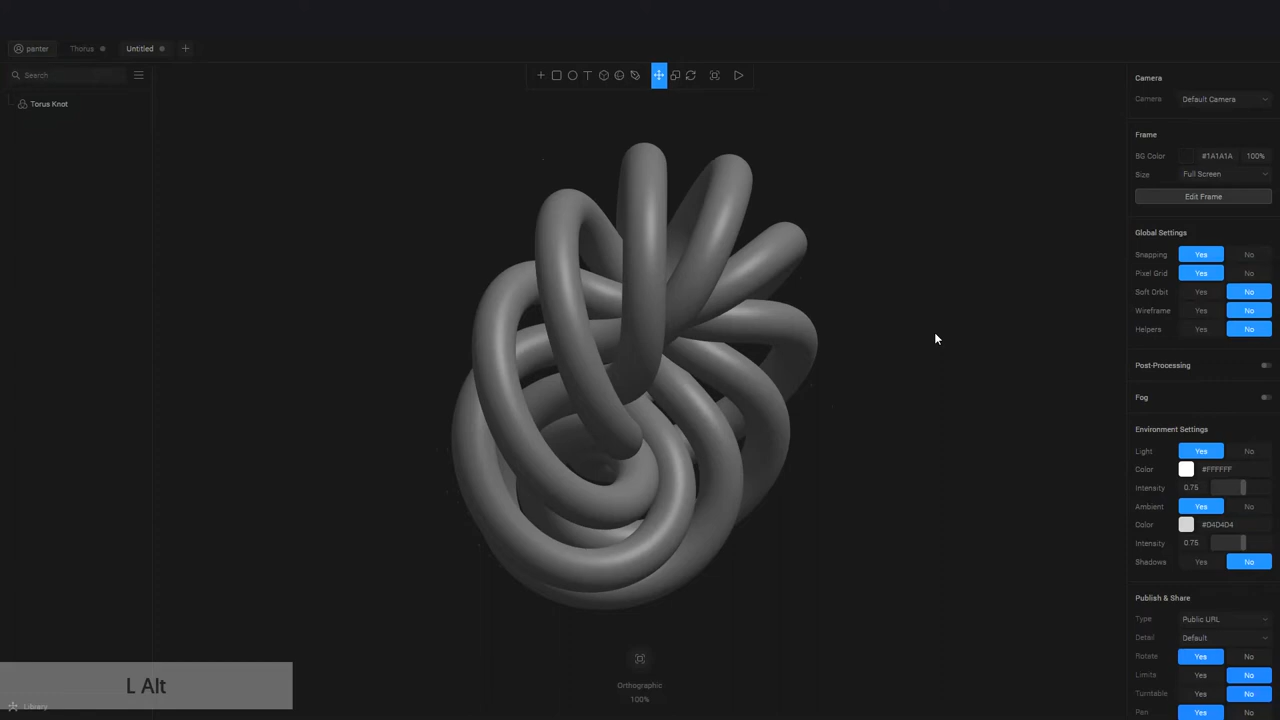 panter
Thorus
Untitled
Search
Torus Knot
Camera
Camera Default Camera
Frame
BG Color #1A1A1A 100%
Size Full Screen
Edit Frame
Global Settings
Snapping Yes No
Pixel Grid Yes No
Soft Orbit Yes No
Wireframe Yes No
Helpers Yes No
Post-Processing
Fog
Environment Settings
Light Yes No
Color #FFFFFF
Intensity 0.75
Ambient Yes No
Color #D4D4D4
Intensity 0.75
Shadows Yes No
Publish & Share
Type Public URL
Detail Default
Rotate Yes No
Limits Yes No
Turntable Yes No
Pan Yes No
Orthographic
100%
L Alt
Library